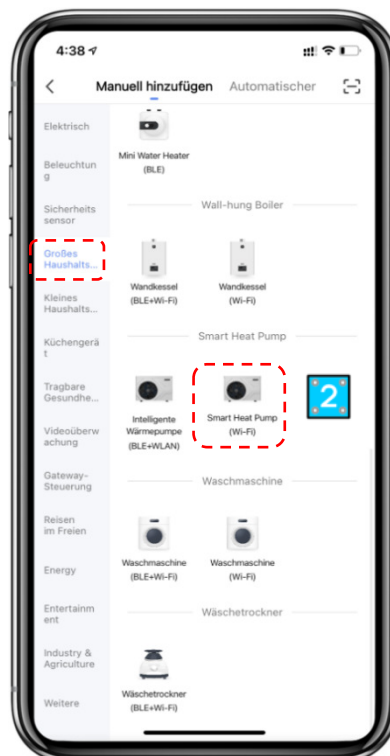 4:38
Manuell hinzufügen
Automatischer
Elektrisch
Beleuchtun
g
Sicherheits
sensor
Großes
Haushalts...
Kleines
Haushalts...
Küchengerä
t
Tragbare
Gesundhe...
Videoüberw
achung
Gateway-
Steuerung
Reisen
im Freien
Energy
Entertainm
ent
Industry &
Agriculture
Weitere
Mini Water Heater
(BLE)
Wall-hung Boiler
Wandkessel
(BLE+Wi-Fi)
Wandkessel
(Wi-Fi)
Smart Heat Pump
Intelligente
Wärmepumpe
(BLE+WLAN)
Smart Heat Pump
(Wi-Fi)
2
Waschmaschine
Waschmaschine
(BLE+Wi-Fi)
Waschmaschine
(Wi-Fi)
Wäschetrockner
Wäschetrockner
(BLE+Wi-Fi)